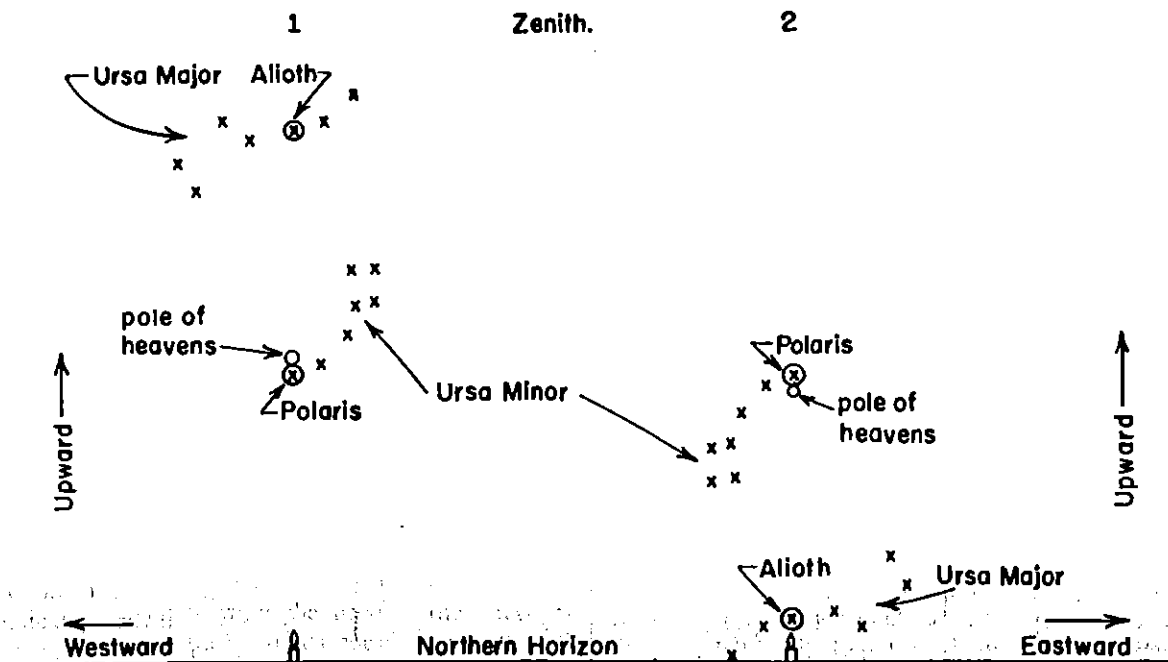 1 Zenith. 2
Ursa Major Alioth
pole of
heavens
Polaris
Ursa Minor
Polaris
pole of
heavens
Upward
Upward
Alioth
Ursa Major
Westward Northern Horizon Eastward